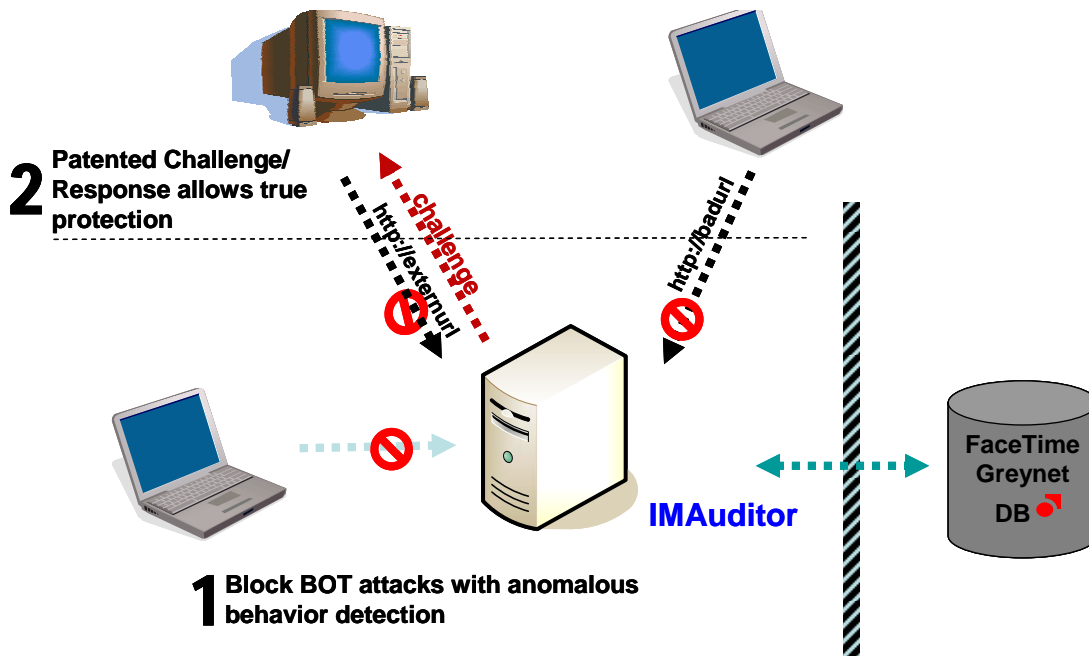 2 Patented Challenge/
Response allows true
protection
http://externurl
challenge
http://badurl
FaceTime
Greynet
DB
IMAuditor
1 Block BOT attacks with anomalous
behavior detection